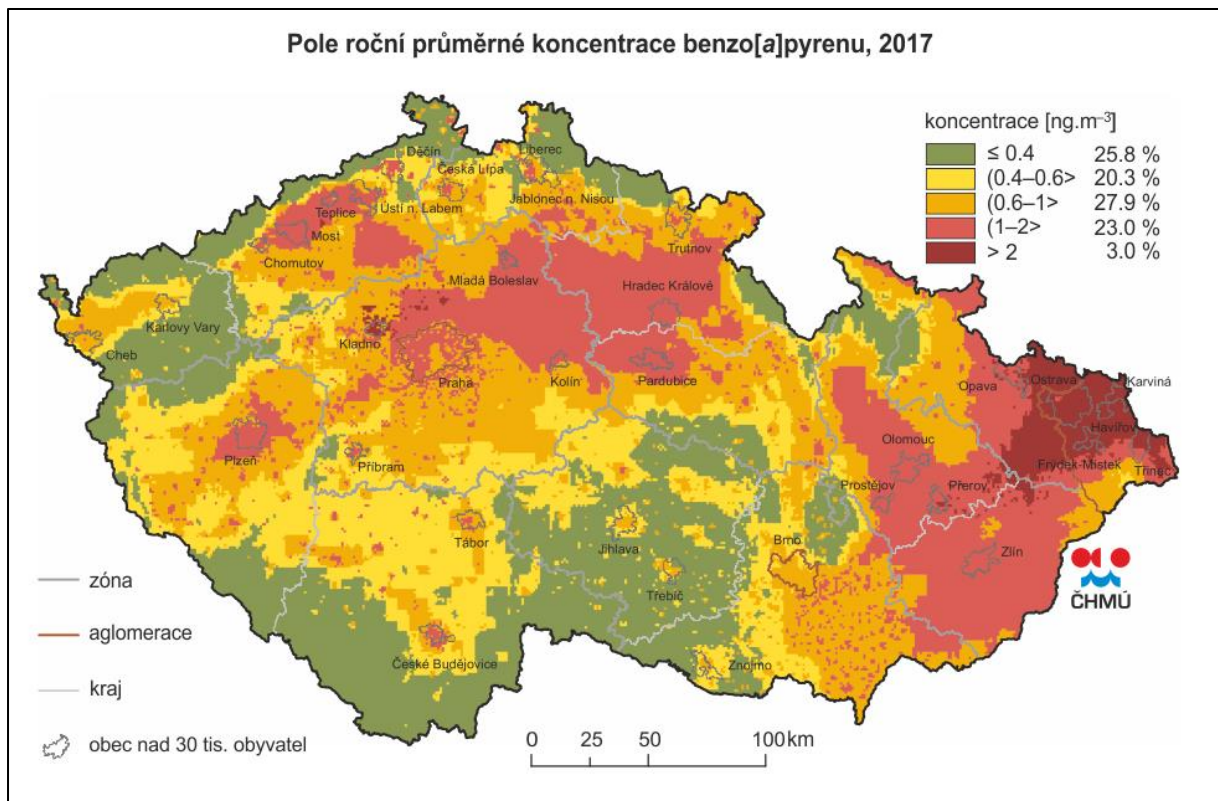 Pole roční průměrné koncentrace benzo[a]pyrenu, 2017
koncentrace [ng.m⁻³]
≤ 0.4 25.8 %
(0.4–0.6> 20.3 %
(0.6–1> 27.9 %
(1–2> 23.0 %
> 2 3.0 %
Děčín
Liberec
Česká Lípa
Teplice
Ústí n. Labem
Jablonec n. Nisou
Most
Trutnov
Chomutov
Mladá Boleslav
Hradec Králové
Karlovy Vary
Kladno
Cheb
Praha
Kolín
Pardubice
Opava
Ostrava
Karviná
Havířov
Olomouc
Plzeň
Příbram
Frýdek-Místek
Třinec
Prostějov
Přerov
Tábor
Jihlava
Brno
Zlín
Třebíč
České Budějovice
Znojmo
ČHMÚ
zóna
aglomerace
kraj
obec nad 30 tis. obyvatel
0 25 50 100 km